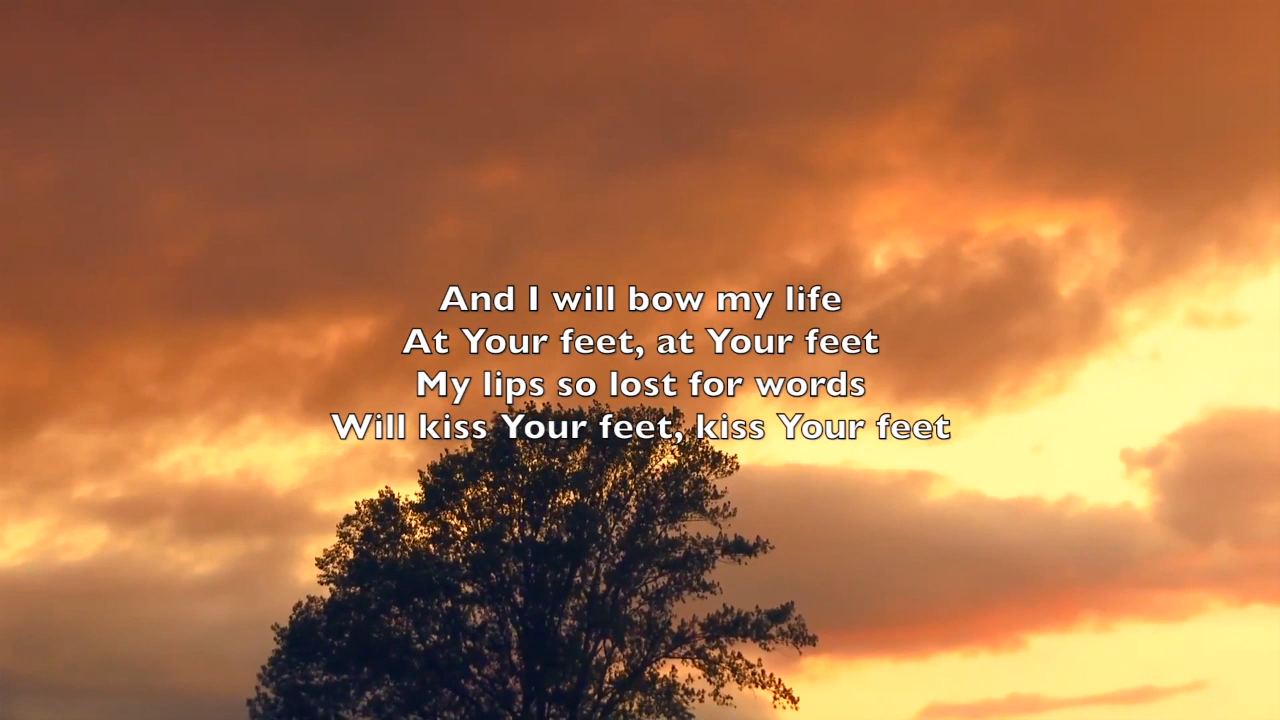 And I will bow my life
At Your feet, at Your feet
My lips so lost for words
Will kiss Your feet, kiss Your feet